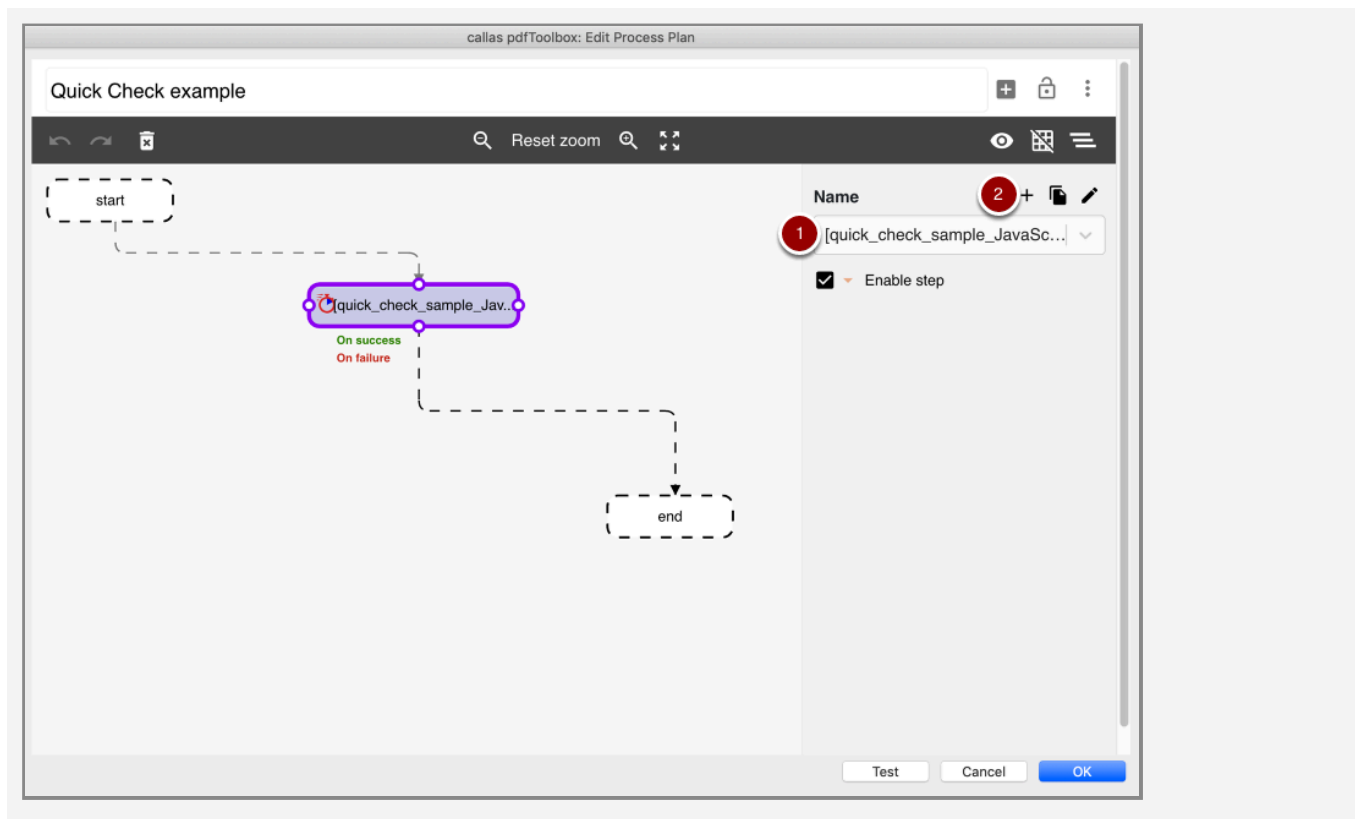 callas pdfToolbox: Edit Process Plan
Quick Check example
Reset zoom
start
Name
2
1
[quick_check_sample_JavaSc...
Enable step
[quick_check_sample_Jav...
On success
On failure
end
Test
Cancel
OK